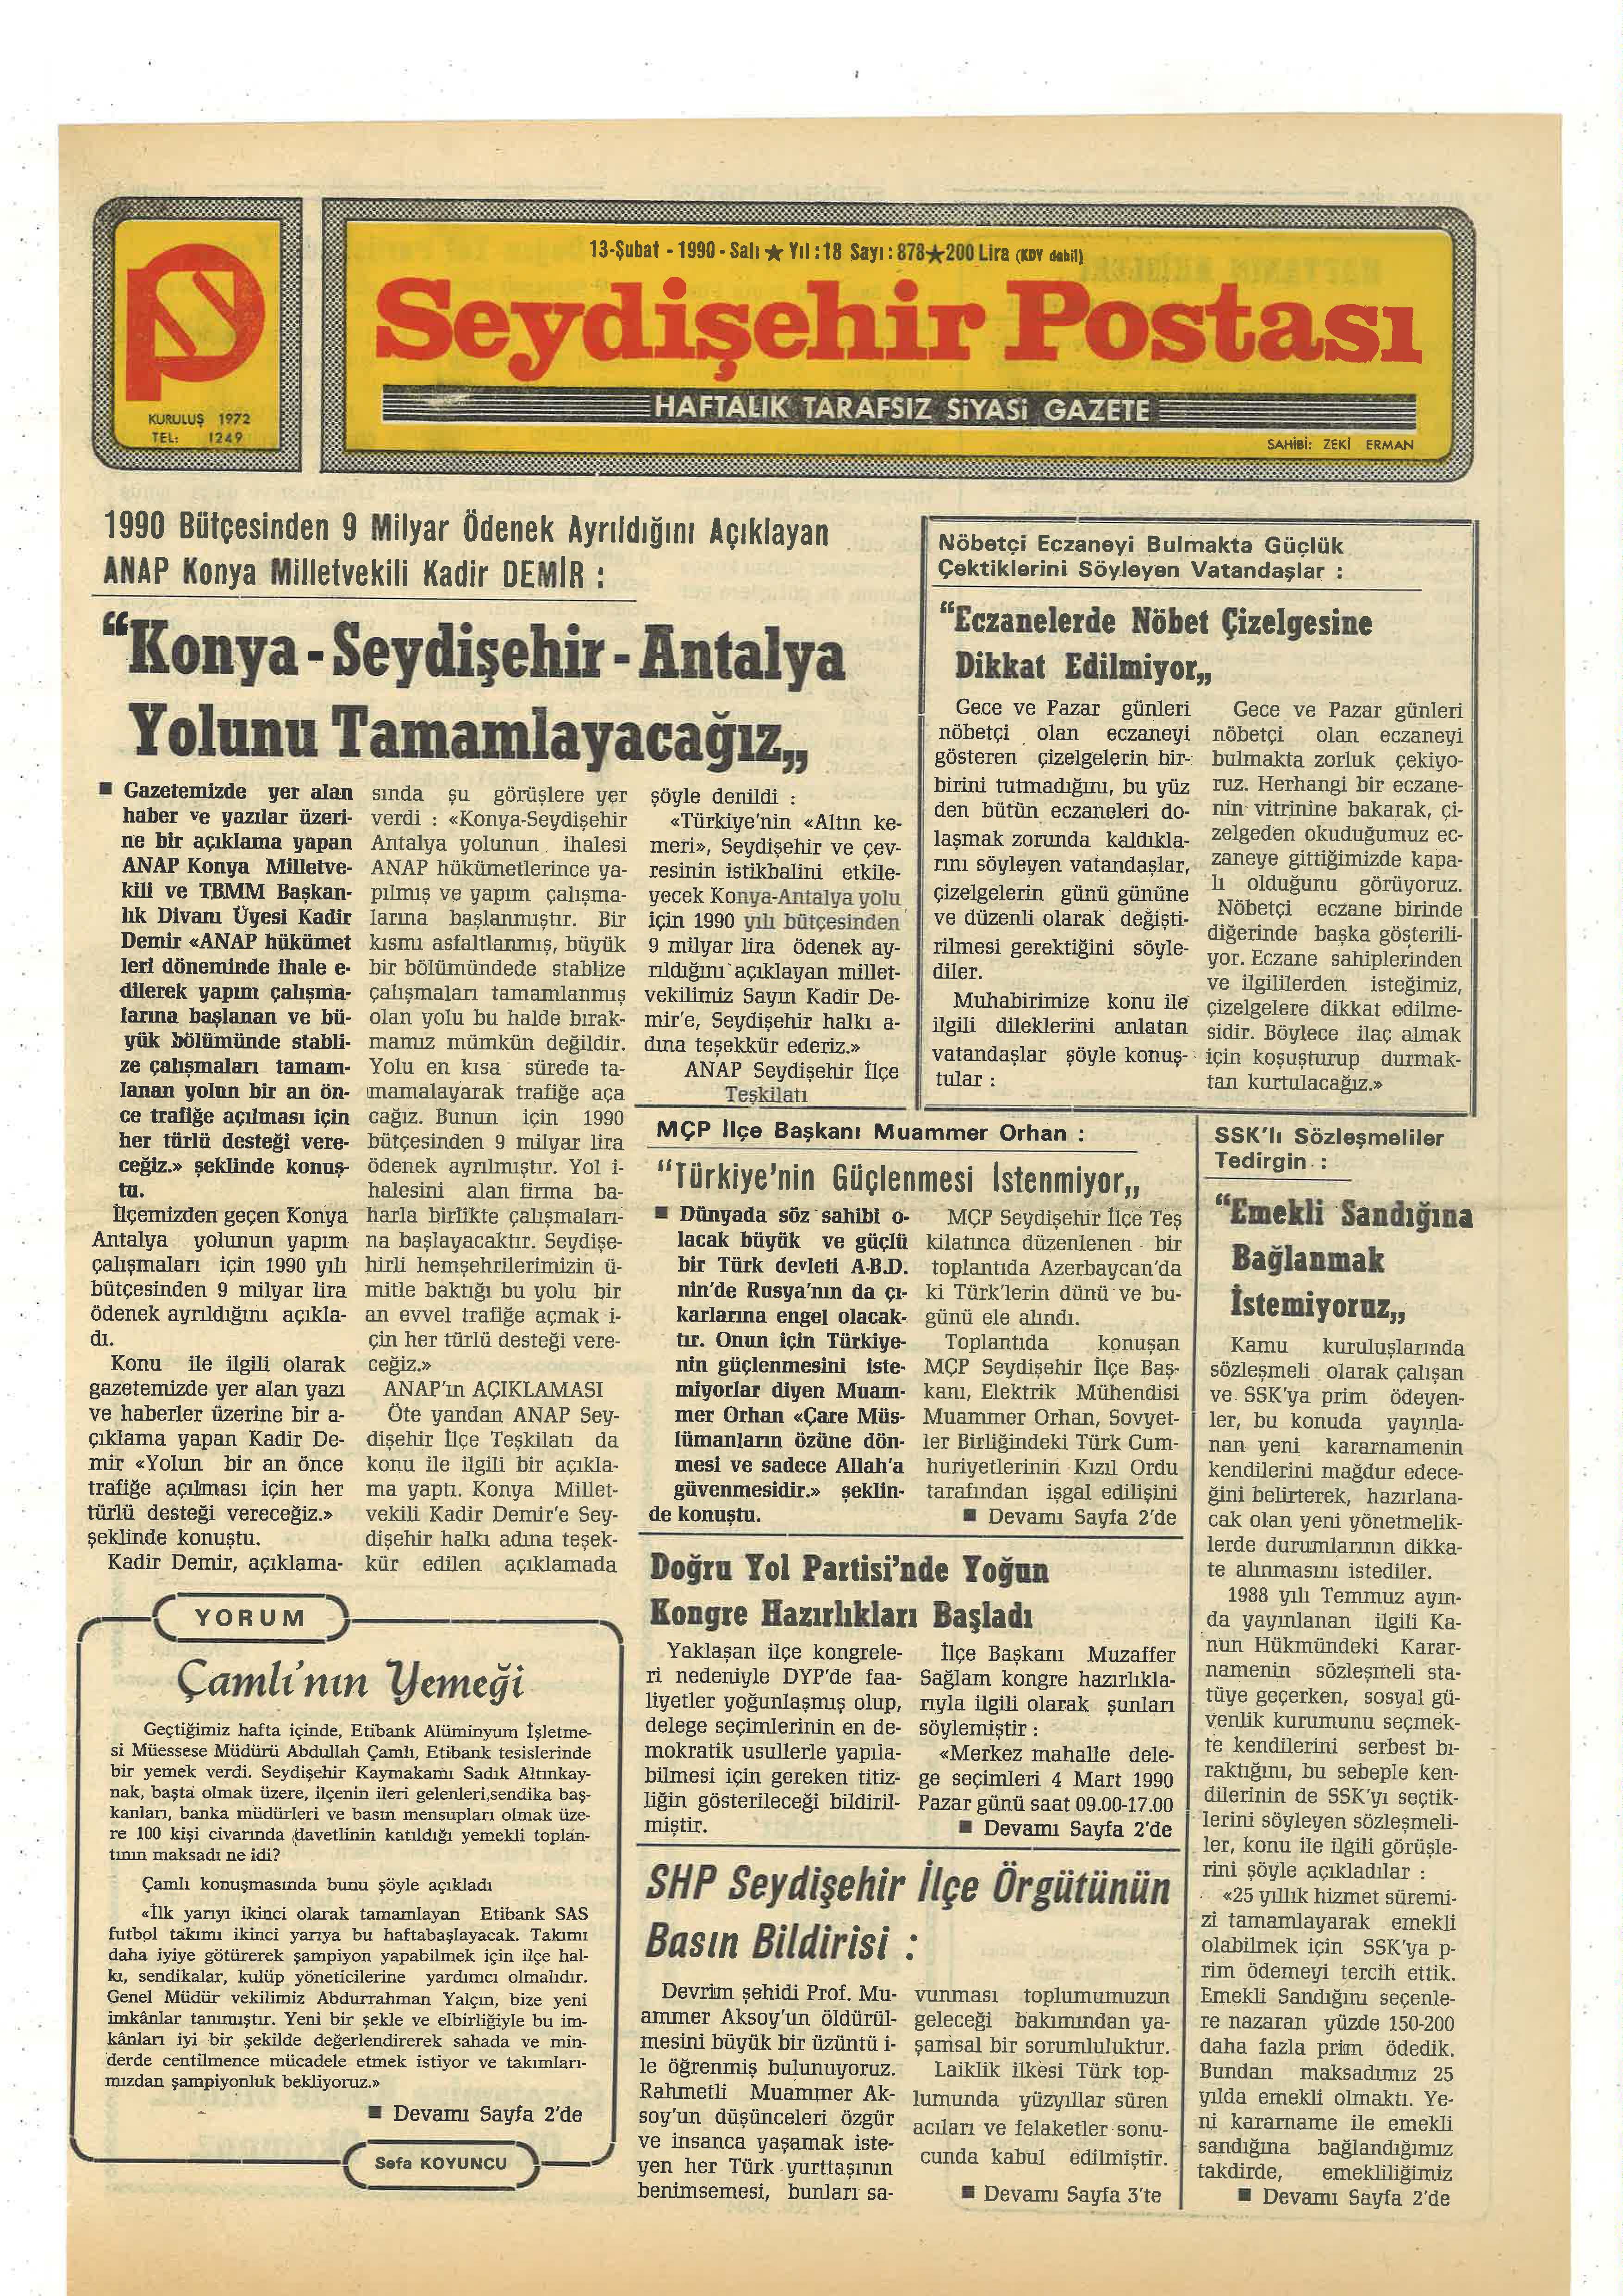 13-Şubat - 1990 - Salı ★ Yıl : 18 Sayı : 878 ★ 200 Lira (KDV dahil)
Seydişehir Postası
HAFTALIK TARAFSIZ SİYASİ GAZETE
SAHİBİ: ZEKİ ERMAN
KURULUŞ 1972
TEL: 1249
1990 Bütçesinden 9 Milyar Ödenek Ayrıldığını Açıklayan
ANAP Konya Milletvekili Kadir DEMİR :
“Konya - Seydişehir - Antalya
Yolunu Tamamlayacağız„
■ Gazetemizde yer alan
haber ve yazılar üzeri-
ne bir açıklama yapan
ANAP Konya Milletve-
kili ve TBMM Başkan-
lık Divanı Üyesi Kadir
Demir «ANAP hükümet
leri döneminde ihale e-
dilerek yapım çalışma-
larına başlanan ve bü-
yük bölümünde stabli-
ze çalışmaları tamam-
lanan yolun bir an ön-
ce trafiğe açılması için
her türlü desteği vere-
ceğiz.» şeklinde konuş-
tu.
İlçemizden geçen Konya
Antalya yolunun yapım
çalışmaları için 1990 yılı
bütçesinden 9 milyar lira
ödenek ayrıldığını açıkla-
dı.
Konu ile ilgili olarak
gazetemizde yer alan yazı
ve haberler üzerine bir a-
çıklama yapan Kadir De-
mir «Yolun bir an önce
trafiğe açılması için her
türlü desteği vereceğiz.»
şeklinde konuştu.
Kadir Demir, açıklama-
sında şu görüşlere yer
verdi : «Konya-Seydişehir
Antalya yolunun ihalesi
ANAP hükümetlerince ya-
pılmış ve yapım çalışma-
larına başlanmıştır. Bir
kısmı asfaltlanmış, büyük
bir bölümündede stablize
çalışmaları tamamlanmış
olan yolu bu halde bırak-
mamız mümkün değildir.
Yolu en kısa sürede ta-
mamalayarak trafiğe aça
cağız. Bunun için 1990
bütçesinden 9 milyar lira
ödenek ayrılmıştır. Yol i-
halesini alan firma ba-
harla birlikte çalışmaları-
na başlayacaktır. Seydişe-
hirli hemşehrilerimizin ü-
mitle baktığı bu yolu bir
an evvel trafiğe açmak i-
çin her türlü desteği vere-
ceğiz.»
ANAP'ın AÇIKLAMASI
Öte yandan ANAP Sey-
dişehir İlçe Teşkilatı da
konu ile ilgili bir açıkla-
ma yaptı. Konya Millet-
vekili Kadir Demir'e Sey-
dişehir halkı adına teşek-
kür edilen açıklamada
şöyle denildi :
«Türkiye'nin «Altın ke-
meri», Seydişehir ve çev-
resinin istikbalini etkile-
yecek Konya-Antalya yolu
için 1990 yılı bütçesinden
9 milyar lira ödenek ay-
rıldığını açıklayan millet-
vekilimiz Sayın Kadir De-
mir'e, Seydişehir halkı a-
dına teşekkür ederiz.»
ANAP Seydişehir İlçe
Teşkilatı
Nöbetçi Eczaneyi Bulmakta Güçlük
Çektiklerini Söyleyen Vatandaşlar :
“Eczanelerde Nöbet Çizelgesine
Dikkat Edilmiyor„
Gece ve Pazar günleri
nöbetçi olan eczaneyi
gösteren çizelgelerin bir-
birini tutmadığını, bu yüz
den bütün eczaneleri do-
laşmak zorunda kaldıkla-
rını söyleyen vatandaşlar,
çizelgelerin günü gününe
ve düzenli olarak değişti-
rilmesi gerektiğini söyle-
diler.
Muhabirimize konu ile
ilgili dileklerini anlatan
vatandaşlar şöyle konuş-
tular :
Gece ve Pazar günleri
nöbetçi olan eczaneyi
bulmakta zorluk çekiyo-
ruz. Herhangi bir eczane-
nin vitrinine bakarak, çi-
zelgeden okuduğumuz ec-
zaneye gittiğimizde kapa-
lı olduğunu görüyoruz.
Nöbetçi eczane birinde
diğerinde başka gösterili-
yor. Eczane sahiplerinden
ve ilgililerden isteğimiz,
çizelgelere dikkat edilme-
sidir. Böylece ilaç almak
için koşuşturup durmak-
tan kurtulacağız.»
MÇP İlçe Başkanı Muammer Orhan :
“Türkiye'nin Güçlenmesi İstenmiyor„
■ Dünyada söz sahibi o-
lacak büyük ve güçlü
bir Türk devleti A.B.D.
nin'de Rusya'nın da çı-
karlarına engel olacak-
tır. Onun için Türkiye-
nin güçlenmesini iste-
miyorlar diyen Muam-
mer Orhan «Çare Müs-
lümanların özüne dön-
mesi ve sadece Allah'a
güvenmesidir.» şeklin-
de konuştu.
MÇP Seydişehir İlçe Teş
kilatınca düzenlenen bir
toplantıda Azerbaycan'da
ki Türk'lerin dünü ve bu-
günü ele alındı.
Toplantıda konuşan
MÇP Seydişehir İlçe Baş-
kanı, Elektrik Mühendisi
Muammer Orhan, Sovyet-
ler Birliğindeki Türk Cum-
huriyetlerinin Kızıl Ordu
tarafından işgal edilişini
■ Devamı Sayfa 2'de
SSK'lı Sözleşmeliler
Tedirgin :
“Emekli Sandığına
Bağlanmak
İstemiyoruz„
Kamu kuruluşlarında
sözleşmeli olarak çalışan
ve SSK'ya prim ödeyen-
ler, bu konuda yayınla-
nan yeni kararnamenin
kendilerini mağdur edece-
ğini belirterek, hazırlana-
cak olan yeni yönetmelik-
lerde durumlarının dikka-
te alınmasını istediler.
1988 yılı Temmuz ayın-
da yayınlanan ilgili Ka-
nun Hükmündeki Karar-
namenin sözleşmeli sta-
tüye geçerken, sosyal gü-
venlik kurumunu seçmek-
te kendilerini serbest bı-
raktığını, bu sebeple ken-
dilerinin de SSK'yı seçtik-
lerini söyleyen sözleşmeli-
ler, konu ile ilgili görüşle-
rini şöyle açıkladılar :
«25 yıllık hizmet süremi-
zi tamamlayarak emekli
olabilmek için SSK'ya p-
rim ödemeyi tercih ettik.
Emekli Sandığını seçenle-
re nazaran yüzde 150-200
daha fazla prim ödedik.
Bundan maksadımız 25
yılda emekli olmaktı. Ye-
ni kararname ile emekli
sandığına bağlandığımız
takdirde, emekliliğimiz
■ Devamı Sayfa 2'de
Doğru Yol Partisi'nde Yoğun
Kongre Hazırlıkları Başladı
Yaklaşan ilçe kongrele-
ri nedeniyle DYP'de faa-
liyetler yoğunlaşmış olup,
delege seçimlerinin en de-
mokratik usullerle yapıla-
bilmesi için gereken titiz-
liğin gösterileceği bildiril-
miştir.
İlçe Başkanı Muzaffer
Sağlam kongre hazırlıkla-
rıyla ilgili olarak şunları
söylemiştir :
«Merkez mahalle dele-
ge seçimleri 4 Mart 1990
Pazar günü saat 09.00-17.00
■ Devamı Sayfa 2'de
YORUM
Çamlı'nın Yemeği
Geçtiğimiz hafta içinde, Etibank Alüminyum İşletme-
si Müessese Müdürü Abdullah Çamlı, Etibank tesislerinde
bir yemek verdi. Seydişehir Kaymakamı Sadık Altınkay-
nak, başta olmak üzere, ilçenin ileri gelenleri,sendika baş-
kanları, banka müdürleri ve basın mensupları olmak üze-
re 100 kişi civarında davetlinin katıldığı yemekli toplan-
tının maksadı ne idi?
Çamlı konuşmasında bunu şöyle açıkladı
«İlk yarıyı ikinci olarak tamamlayan Etibank SAS
futbol takımı ikinci yarıya bu haftabaşlayacak. Takımı
daha iyiye götürerek şampiyon yapabilmek için ilçe hal-
kı, sendikalar, kulüp yöneticilerine yardımcı olmalıdır.
Genel Müdür vekilimiz Abdurrahman Yalçın, bize yeni
imkânlar tanımıştır. Yeni bir şekle ve elbirliğiyle bu im-
kânları iyi bir şekilde değerlendirerek sahada ve min-
derde centilmence mücadele etmek istiyor ve takımları-
mızdan şampiyonluk bekliyoruz.»
■ Devamı Sayfa 2'de
Sefa KOYUNCU
SHP Seydişehir İlçe Örgütünün
Basın Bildirisi :
Devrim şehidi Prof. Mu-
ammer Aksoy'un öldürül-
mesini büyük bir üzüntü i-
le öğrenmiş bulunuyoruz.
Rahmetli Muammer Ak-
soy'un düşünceleri özgür
ve insanca yaşamak iste-
yen her Türk yurttaşının
benimsemesi, bunları sa-
vunması toplumumuzun
geleceği bakımından ya-
şamsal bir sorumluluktur.
Laiklik ilkesi Türk top-
lumunda yüzyıllar süren
acıları ve felaketler sonu-
cunda kabul edilmiştir.
■ Devamı Sayfa 3'te